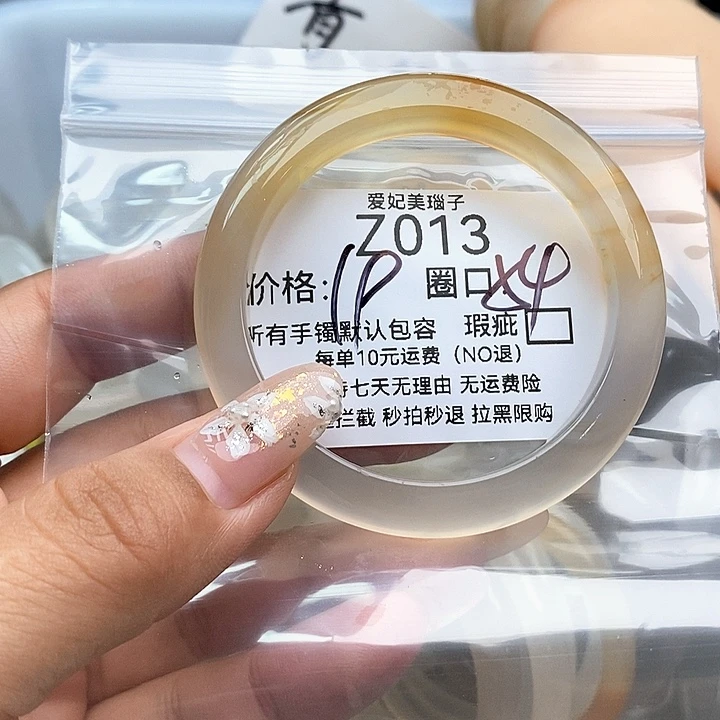 爱妃美瑙子
Z013
价格: 圈口
所有手镯默认包容 瑕疵
每单10元运费（NO退）
七天无理由 无运费险
拦截 秒拍秒退 拉黑限购